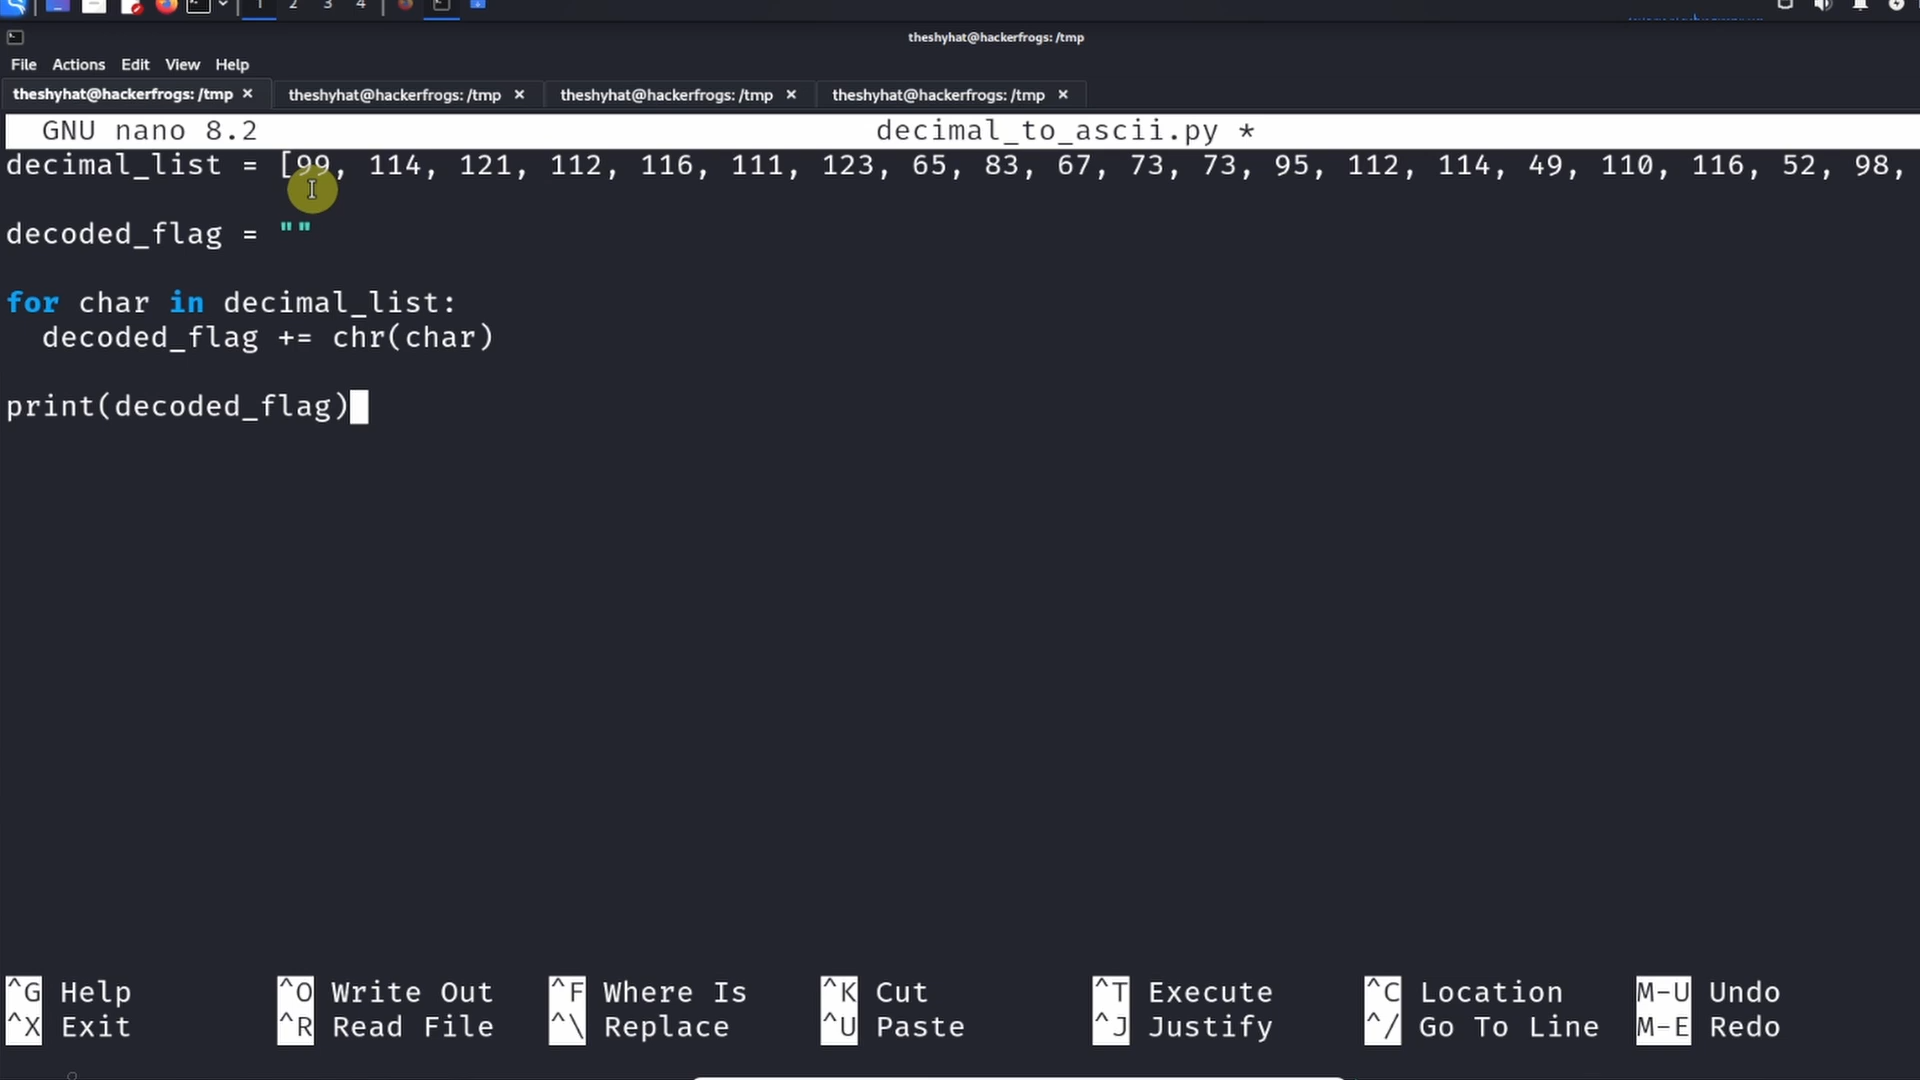 1 2 3 4
theshyhat@hackerfrogs: /tmp
File Actions Edit View Help
theshyhat@hackerfrogs: /tmp × theshyhat@hackerfrogs: /tmp × theshyhat@hackerfrogs: /tmp × theshyhat@hackerfrogs: /tmp ×
GNU nano 8.2 decimal_to_ascii.py *
decimal_list = [99, 114, 121, 112, 116, 111, 123, 65, 83, 67, 73, 73, 95, 112, 114, 49, 110, 116, 52, 98,
decoded_flag = ""
for char in decimal_list:
decoded_flag += chr(char)
print(decoded_flag)
^G Help ^O Write Out ^F Where Is ^K Cut ^T Execute ^C Location M-U Undo
^X Exit ^R Read File ^\ Replace ^U Paste ^J Justify ^/ Go To Line M-E Redo